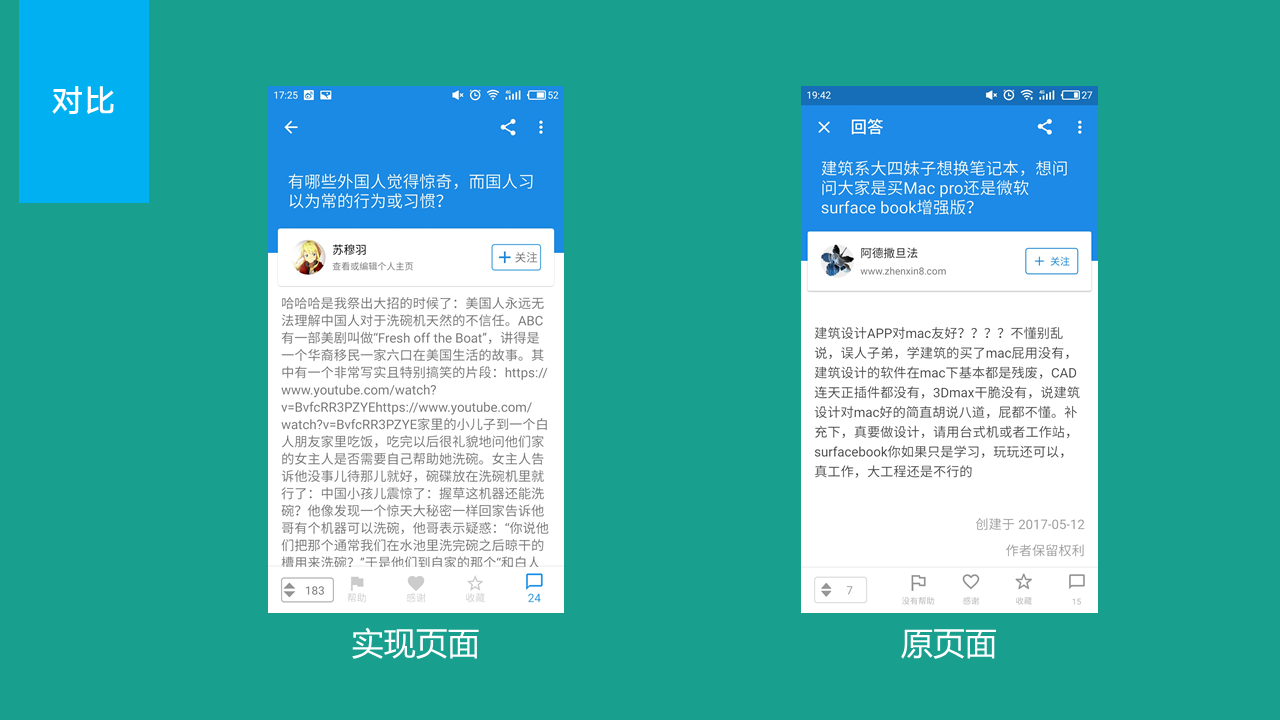 对比
17:25
52
有哪些外国人觉得惊奇，而国人习
以为常的行为或习惯？
苏穆羽
查看或编辑个人主页
关注
哈哈哈是我祭出大招的时候了：美国人永远无
法理解中国人对于洗碗机天然的不信任。ABC
有一部美剧叫做“Fresh off the Boat”，讲得是
一个华裔移民一家六口在美国生活的故事。其
中有一个非常写实且特别搞笑的片段：https://
www.youtube.com/watch?
v=BvfcRR3PZYEhttps://www.youtube.com/
watch?v=BvfcRR3PZYE家里的小儿子到一个白
人朋友家里吃饭，吃完以后很礼貌地问他们家
的女主人是否需要自己帮助她洗碗。女主人告
诉他没事儿待那儿就好，碗碟放在洗碗机里就
行了：中国小孩儿震惊了：握草这机器还能洗
碗？他像发现一个惊天大秘密一样回家告诉他
哥有个机器可以洗碗，他哥表示疑惑：“你说他
们把那个通常我们在水池里洗完碗之后晾干的
槽用来洗碗？”于是他们到自家的那个“和白人
183
帮助
感谢
收藏
24
实现页面
19:42
27
回答
建筑系大四妹子想换笔记本，想问
问大家是买Mac pro还是微软
surface book增强版？
阿德撒旦法
www.zhenxin8.com
关注
建筑设计APP对mac友好？？？？不懂别乱
说，误人子弟，学建筑的买了mac屁用没有，
建筑设计的软件在mac下基本都是残废，CAD
连天正插件都没有，3Dmax干脆没有，说建筑
设计对mac好的简直胡说八道，屁都不懂。补
充下，真要做设计，请用台式机或者工作站，
surfacebook你如果只是学习，玩玩还可以，
真工作，大工程还是不行的
创建于 2017-05-12
作者保留权利
7
没有帮助
感谢
收藏
15
原页面